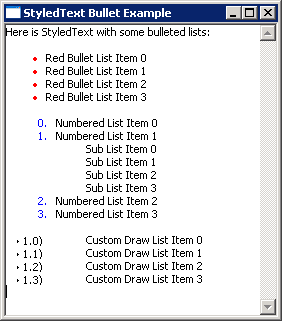 StyledText Bullet Example
Here is StyledText with some bulleted lists:
• Red Bullet List Item 0
• Red Bullet List Item 1
• Red Bullet List Item 2
• Red Bullet List Item 3
0. Numbered List Item 0
1. Numbered List Item 1
Sub List Item 0
Sub List Item 1
Sub List Item 2
Sub List Item 3
2. Numbered List Item 2
3. Numbered List Item 3
‣ 1.0) Custom Draw List Item 0
‣ 1.1) Custom Draw List Item 1
‣ 1.2) Custom Draw List Item 2
‣ 1.3) Custom Draw List Item 3